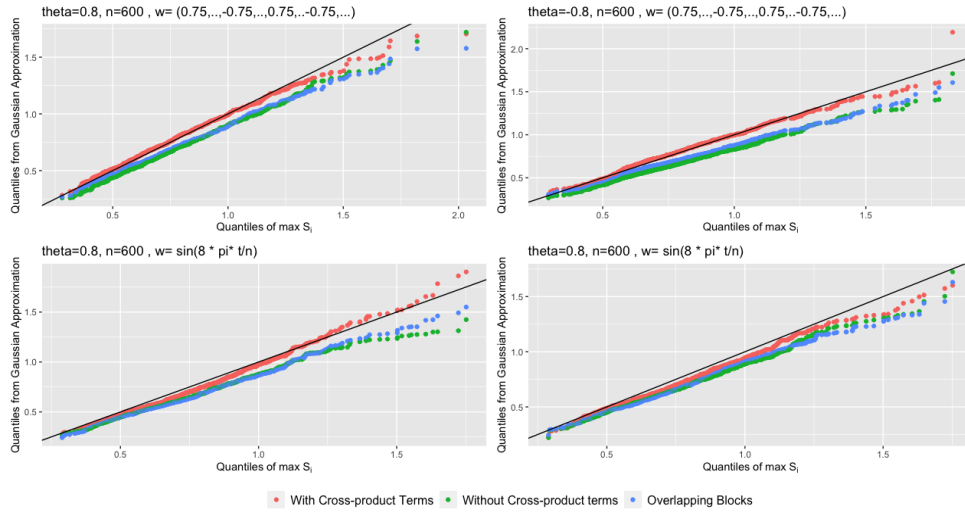 theta=0.8, n=600 , w= (0.75,..,-0.75,..,0.75,..-0.75,...)
Quantiles from Gaussian Approximation
1.5
1.0
0.5
0.5
1.0
1.5
2.0
Quantiles of max Si
theta=-0.8, n=600 , w= (0.75,..,-0.75,..,0.75,..-0.75,...)
Quantiles from Gaussian Approximation
2.0
1.5
1.0
0.5
0.5
1.0
1.5
Quantiles of max Si
theta=0.8, n=600 , w= sin(8 * pi* t/n)
Quantiles from Gaussian Approximation
1.5
1.0
0.5
0.5
1.0
1.5
Quantiles of max Si
theta=0.8, n=600 , w= sin(8 * pi* t/n)
Quantiles from Gaussian Approximation
1.5
1.0
0.5
0.5
1.0
1.5
Quantiles of max Si
With Cross-product Terms
Without Cross-product terms
Overlapping Blocks